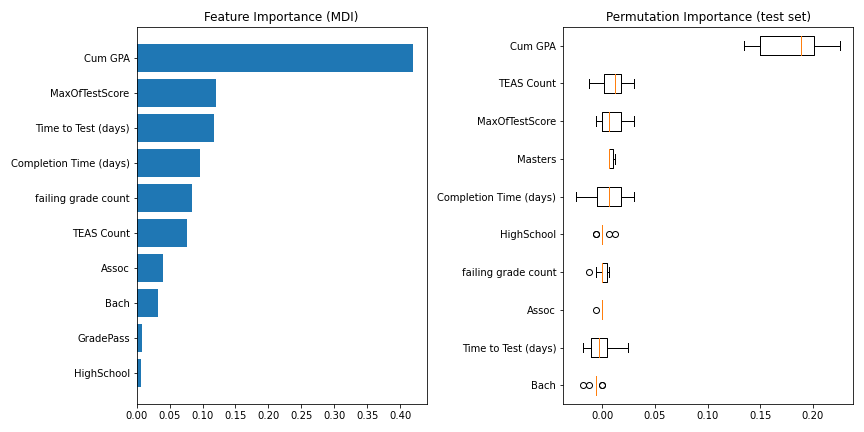 Feature Importance (MDI)
Cum GPA
MaxOfTestScore
Time to Test (days)
Completion Time (days)
failing grade count
TEAS Count
Assoc
Bach
GradePass
HighSchool
0.00 0.05 0.10 0.15 0.20 0.25 0.30 0.35 0.40
Permutation Importance (test set)
Cum GPA
TEAS Count
MaxOfTestScore
Masters
Completion Time (days)
HighSchool
failing grade count
Assoc
Time to Test (days)
Bach
0.00 0.05 0.10 0.15 0.20